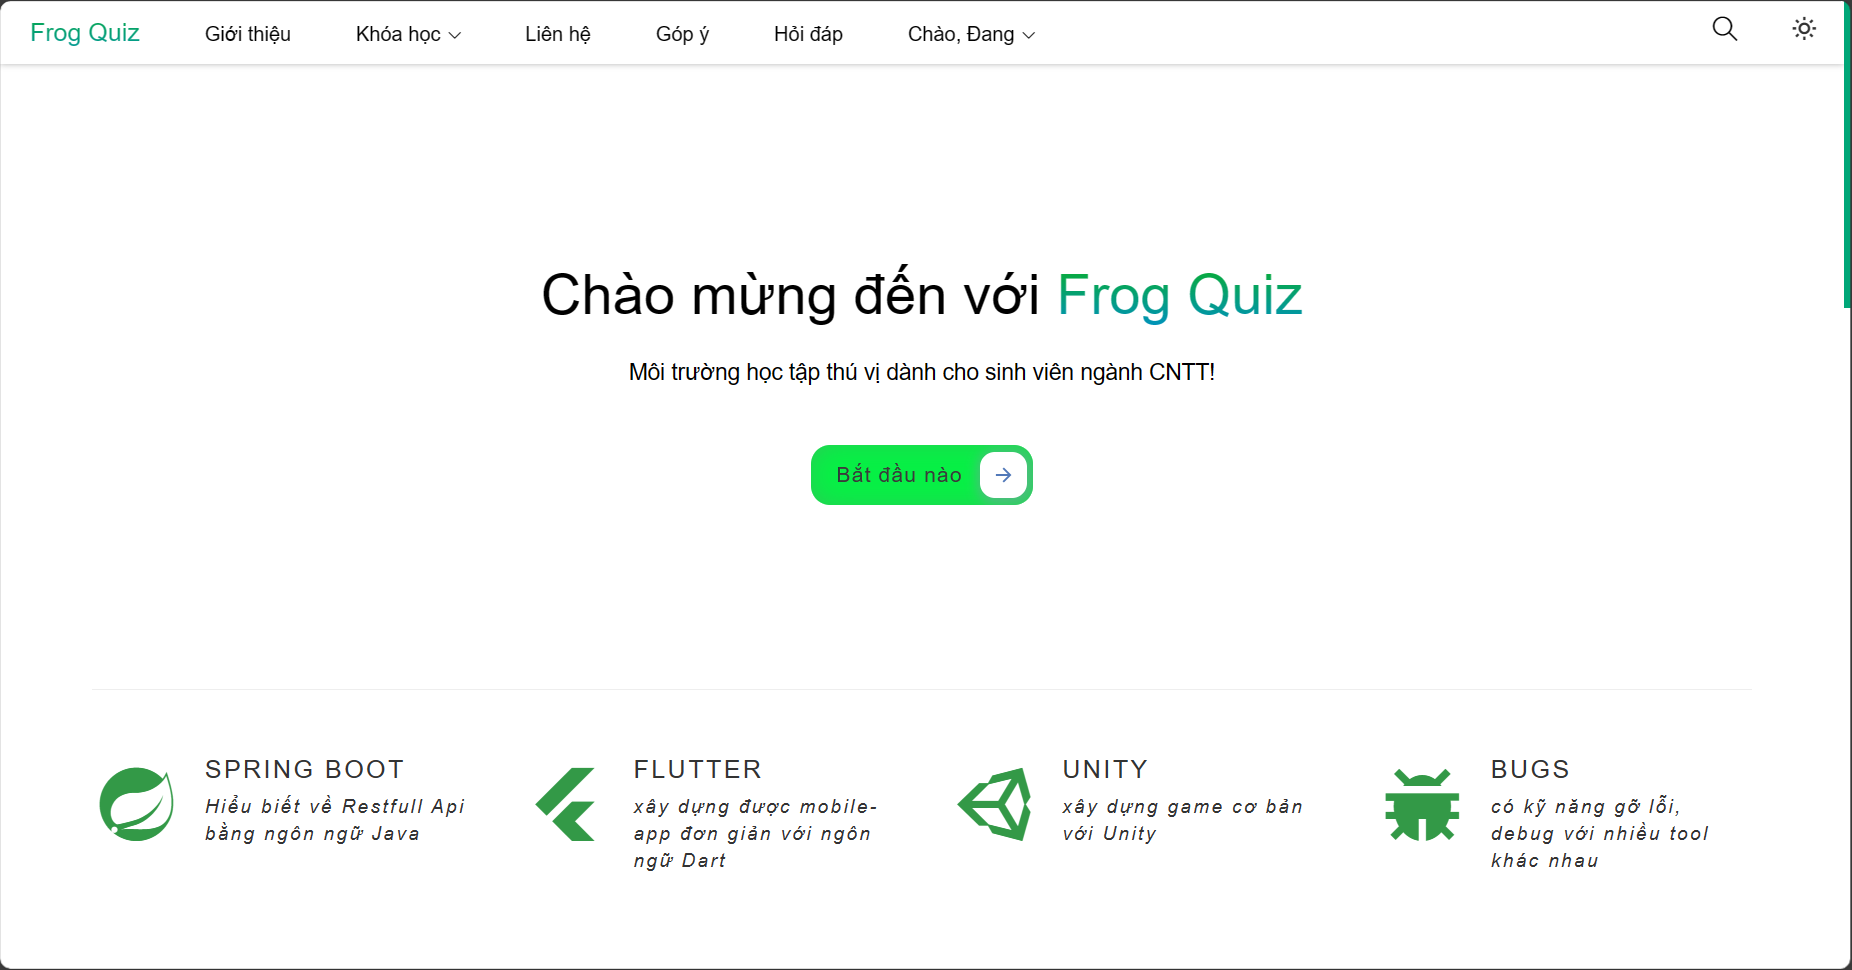 Frog Quiz Giới thiệu Khóa học Liên hệ Góp ý Hỏi đáp Chào, Đang
Chào mừng đến với Frog Quiz
Môi trường học tập thú vị dành cho sinh viên ngành CNTT!
Bắt đầu nào
SPRING BOOT
Hiểu biết về Restfull Api
bằng ngôn ngữ Java
FLUTTER
xây dựng được mobile-
app đơn giản với ngôn
ngữ Dart
UNITY
xây dựng game cơ bản
với Unity
BUGS
có kỹ năng gỡ lỗi,
debug với nhiều tool
khác nhau